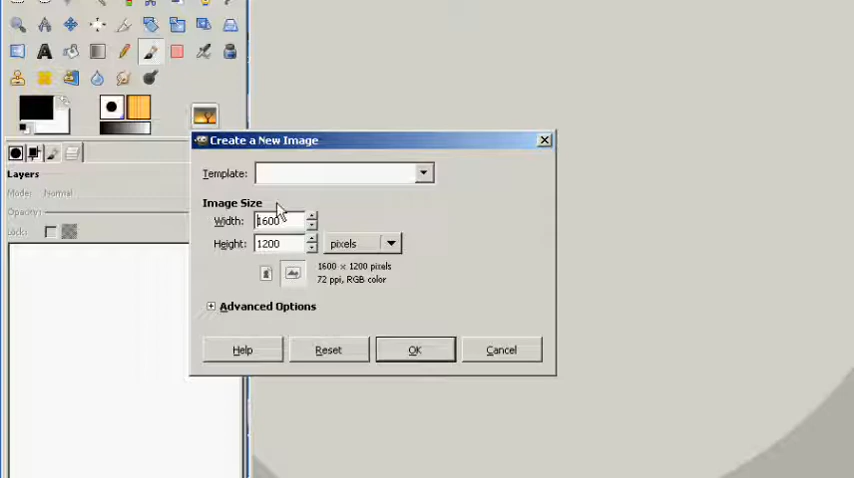 Create a New Image
Template:
Image Size
Width: 1600
Height: 1200 pixels
1600 × 1200 pixels
72 ppi, RGB color
Advanced Options
Help Reset OK Cancel
Layers
Mode: Normal
Opacity:
Lock: